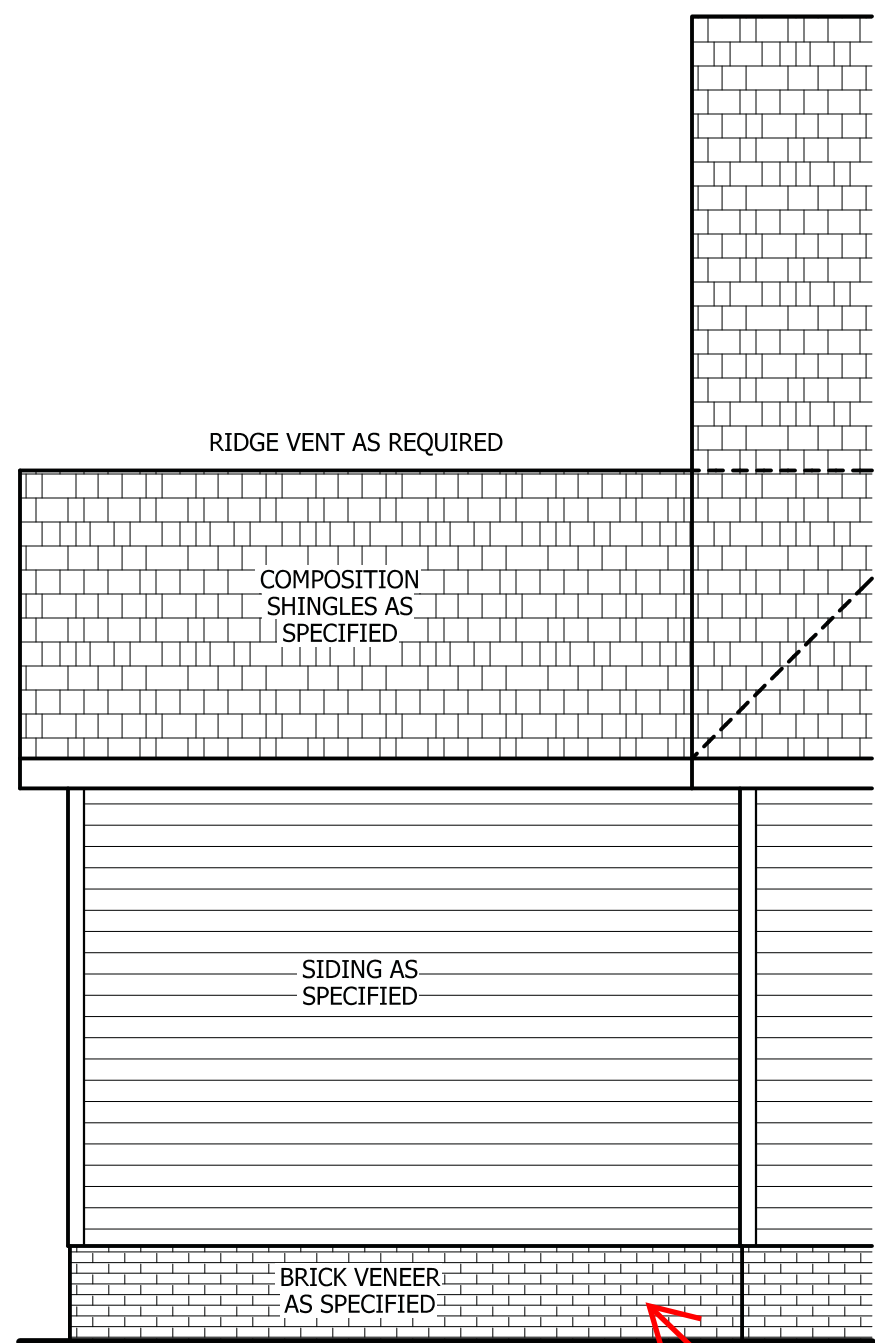 RIDGE VENT AS REQUIRED
COMPOSITION
SHINGLES AS
SPECIFIED
SIDING AS
SPECIFIED
BRICK VENEER
AS SPECIFIED